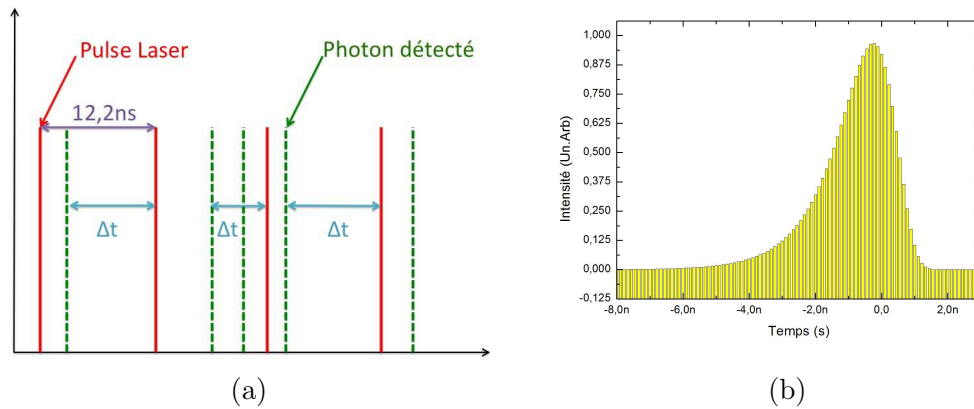 Pulse Laser
Photon détecté
12,2ns
Δt
Δt
Δt
(a)
1,000
0,875
0,750
0,625
0,500
0,375
0,250
0,125
0,000
-0,125
Intensité (Un.Arb)
-8,0n -6,0n -4,0n -2,0n 0,0 2,0n
Temps (s)
(b)